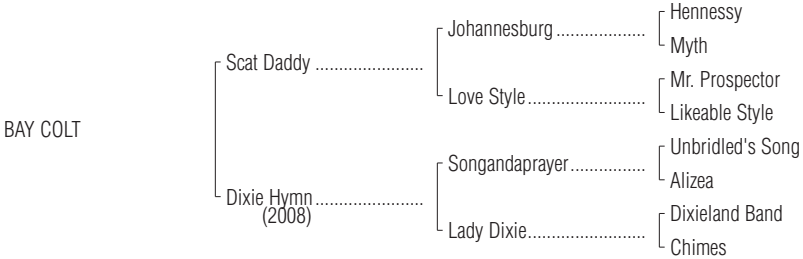 Hennessy
Johannesburg ...................
Myth
Scat Daddy .......................
Mr. Prospector
Love Style.........................
Likeable Style
BAY COLT
Unbridled's Song
Songandaprayer................
Alizea
Dixie Hymn.......................
(2008)
Dixieland Band
Lady Dixie.........................
Chimes